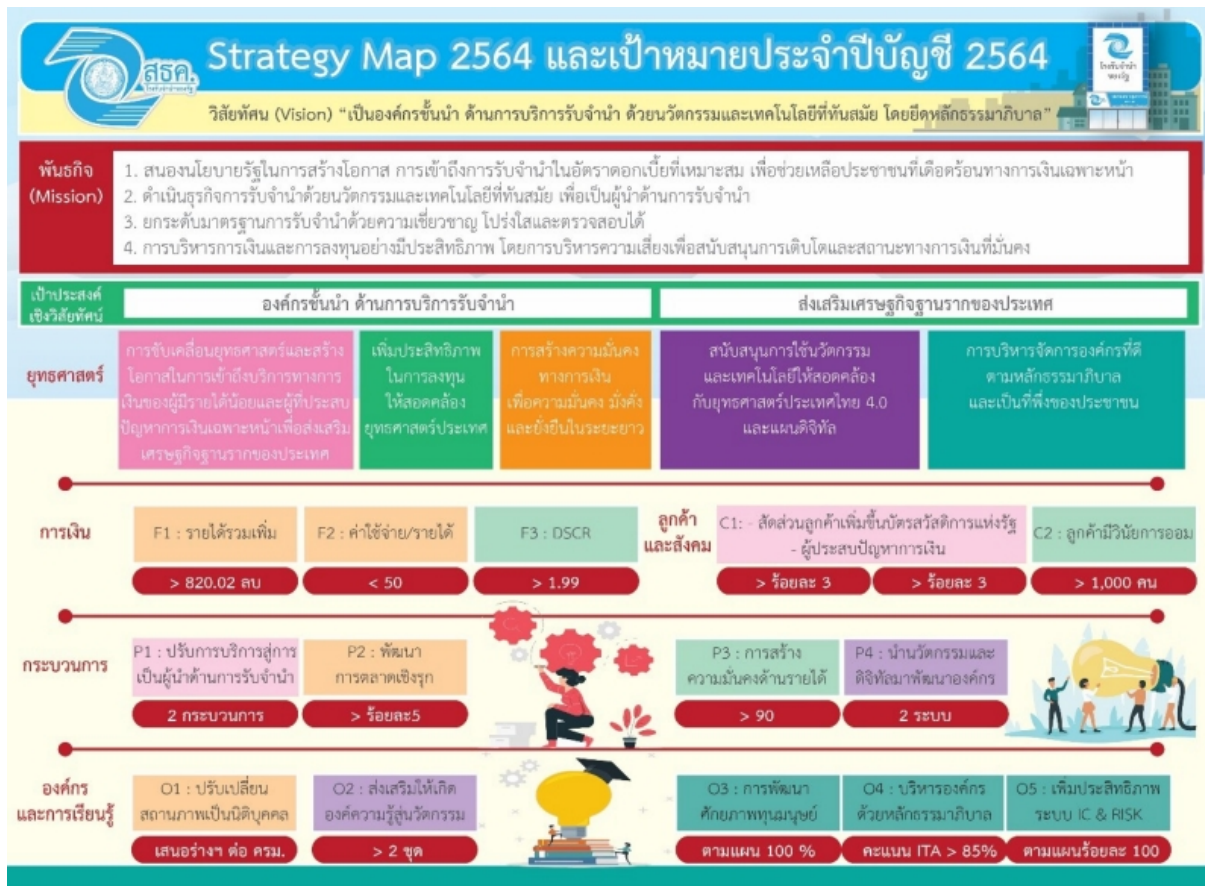 สธค.
โรงรับจำนำของรัฐ
Strategy Map 2564 และเป้าหมายประจำปีบัญชี 2564
โรงรับจำนำ
ของรัฐ
วิสัยทัศน (Vision) “เป็นองค์กรชั้นนำ ด้านการบริการรับจำนำ ด้วยนวัตกรรมและเทคโนโลยีที่ทันสมัย โดยยึดหลักธรรมาภิบาล”
พันธกิจ
(Mission)
1. สนองนโยบายรัฐในการสร้างโอกาส การเข้าถึงการรับจำนำในอัตราดอกเบี้ยที่เหมาะสม เพื่อช่วยเหลือประชาชนที่เดือดร้อนทางการเงินเฉพาะหน้า
2. ดำเนินธุรกิจการรับจำนำด้วยนวัตกรรมและเทคโนโลยีที่ทันสมัย เพื่อเป็นผู้นำด้านการรับจำนำ
3. ยกระดับมาตรฐานการรับจำนำด้วยความเชี่ยวชาญ โปร่งใสและตรวจสอบได้
4. การบริหารการเงินและการลงทุนอย่างมีประสิทธิภาพ โดยการบริหารความเสี่ยงเพื่อสนับสนุนการเติบโตและสถานะทางการเงินที่มั่นคง
เป้าประสงค์
เชิงวิสัยทัศน์
องค์กรชั้นนำ ด้านการบริการรับจำนำ
ส่งเสริมเศรษฐกิจฐานรากของประเทศ
ยุทธศาสตร์
การขับเคลื่อนยุทธศาสตร์และสร้าง
โอกาสในการเข้าถึงบริการทางการ
เงินของผู้มีรายได้น้อยและผู้ที่ประสบ
ปัญหาการเงินเฉพาะหน้าเพื่อส่งเสริม
เศรษฐกิจฐานรากของประเทศ
เพิ่มประสิทธิภาพ
ในการลงทุน
ให้สอดคล้อง
ยุทธศาสตร์ประเทศ
การสร้างความมั่นคง
ทางการเงิน
เพื่อความมั่นคง มั่งคั่ง
และยั่งยืนในระยะยาว
สนับสนุนการใช้นวัตกรรม
และเทคโนโลยีให้สอดคล้อง
กับยุทธศาสตร์ประเทศไทย 4.0
และแผนดิจิทัล
การบริหารจัดการองค์กรที่ดี
ตามหลักธรรมาภิบาล
และเป็นที่พึ่งของประชาชน
การเงิน
F1 : รายได้รวมเพิ่ม
> 820.02 ลบ
F2 : ค่าใช้จ่าย/รายได้
< 50
F3 : DSCR
> 1.99
ลูกค้า
และสังคม
C1: - สัดส่วนลูกค้าเพิ่มขึ้นบัตรสวัสดิการแห่งรัฐ
- ผู้ประสบปัญหาการเงิน
> ร้อยละ 3
> ร้อยละ 3
C2 : ลูกค้ามีวินัยการออม
> 1,000 คน
กระบวนการ
P1 : ปรับการบริการสู่การ
เป็นผู้นำด้านการรับจำนำ
2 กระบวนการ
P2 : พัฒนา
การตลาดเชิงรุก
> ร้อยละ5
P3 : การสร้าง
ความมั่นคงด้านรายได้
> 90
P4 : นำนวัตกรรมและ
ดิจิทัลมาพัฒนาองค์กร
2 ระบบ
องค์กร
และการเรียนรู้
O1 : ปรับเปลี่ยน
สถานภาพเป็นนิติบุคคล
เสนอร่างฯ ต่อ ครม.
O2 : ส่งเสริมให้เกิด
องค์ความรู้สู่นวัตกรรม
> 2 ชุด
O3 : การพัฒนา
ศักยภาพทุนมนุษย์
ตามแผน 100 %
O4 : บริหารองค์กร
ด้วยหลักธรรมาภิบาล
คะแนน ITA > 85%
O5 : เพิ่มประสิทธิภาพ
ระบบ IC & RISK
ตามแผนร้อยละ 100